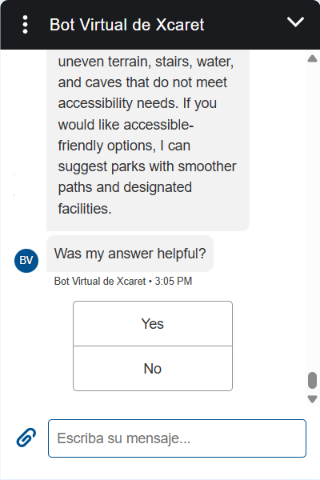 Bot Virtual de Xcaret
uneven terrain, stairs, water,
and caves that do not meet
accessibility needs. If you
would like accessible-
friendly options, I can
suggest parks with smoother
paths and designated
facilities.
Was my answer helpful?
BV
Bot Virtual de Xcaret • 3:05 PM
Yes
No
Escriba su mensaje...